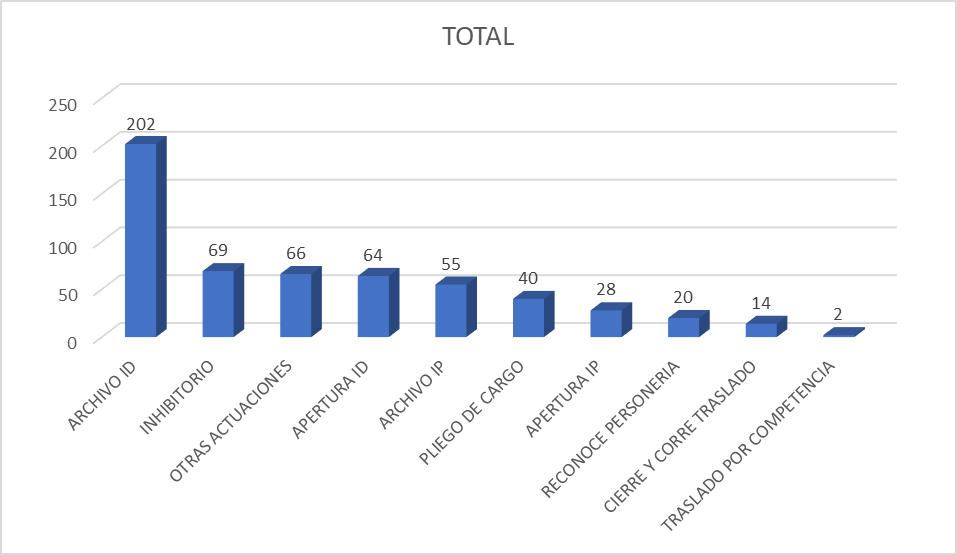 TOTAL
250
200
150
100
50
0
202
69
66
64
55
40
28
20
14
2
ARCHIVO ID
INHIBITORIO
OTRAS ACTUACIONES
APERTURA ID
ARCHIVO IP
PLIEGO DE CARGO
APERTURA IP
RECONOCE PERSONERIA
CIERRE Y CORRE TRASLADO
TRASLADO POR COMPETENCIA